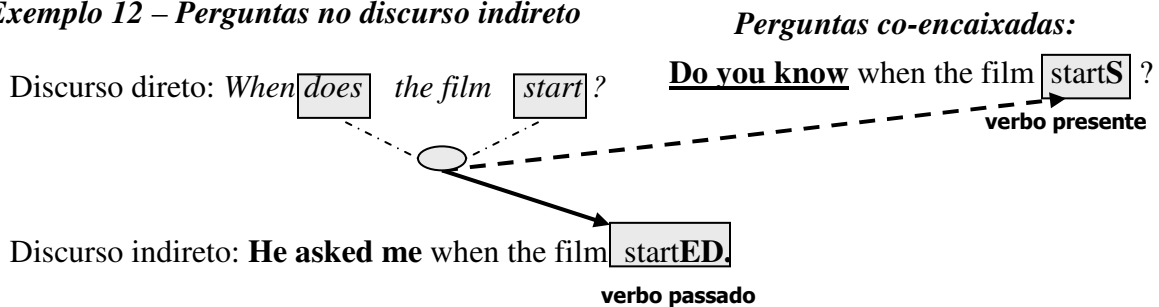 Exemplo 12 – Perguntas no discurso indireto
Perguntas co-encaixadas:
Discurso direto: When does the film start ?
Do you know when the film startS ?
verbo presente
Discurso indireto: He asked me when the film startED.
verbo passado